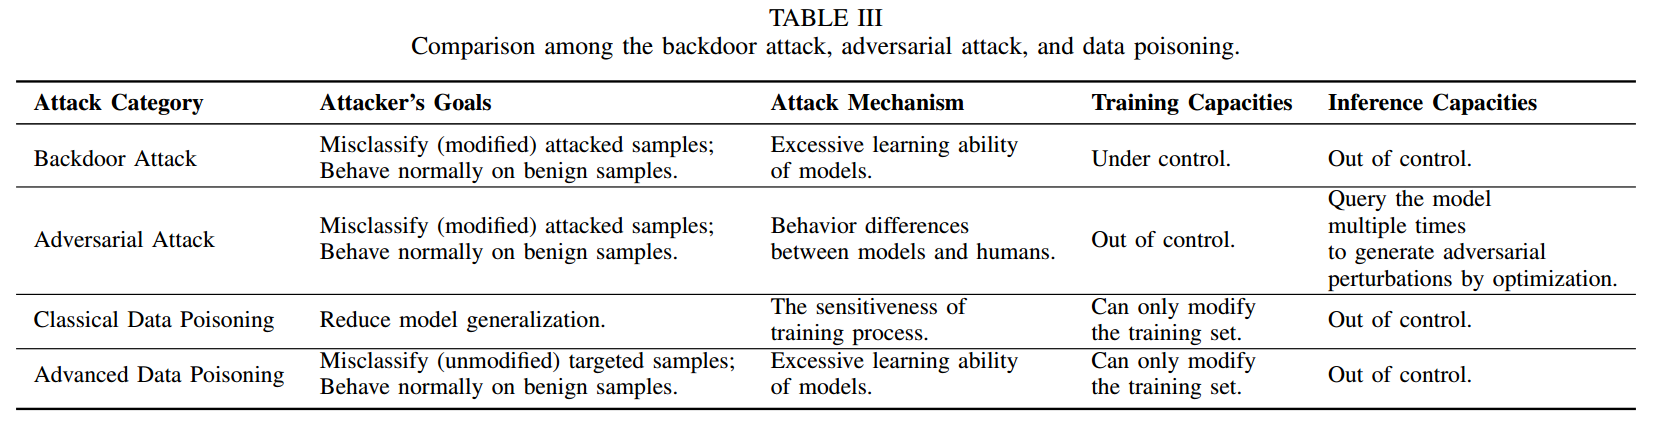 TABLE III
Comparison among the backdoor attack, adversarial attack, and data poisoning.
Attack Category Attacker's Goals Attack Mechanism Training Capacities Inference Capacities
Backdoor Attack
Misclassify (modified) attacked samples;
Behave normally on benign samples.
Excessive learning ability
of models.
Under control.
Out of control.
Adversarial Attack
Misclassify (modified) attacked samples;
Behave normally on benign samples.
Behavior differences
between models and humans.
Out of control.
Query the model
multiple times
to generate adversarial
perturbations by optimization.
Classical Data Poisoning
Reduce model generalization.
The sensitiveness of
training process.
Can only modify
the training set.
Out of control.
Advanced Data Poisoning
Misclassify (unmodified) targeted samples;
Behave normally on benign samples.
Excessive learning ability
of models.
Can only modify
the training set.
Out of control.